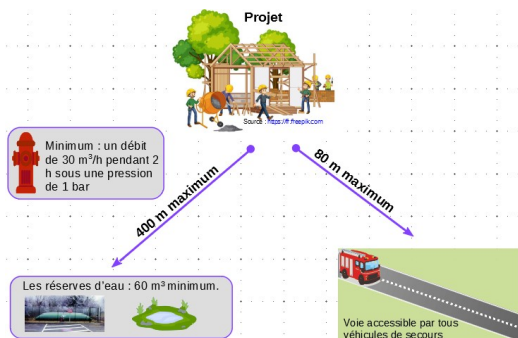 Projet
Source : https://fr.freepik.com
Minimum : un débit
de 30 m³/h pendant 2
h sous une pression
de 1 bar
400 m maximum
80 m maximum
Les réserves d'eau : 60 m³ minimum.
Voie accessible par tous
véhicules de secours